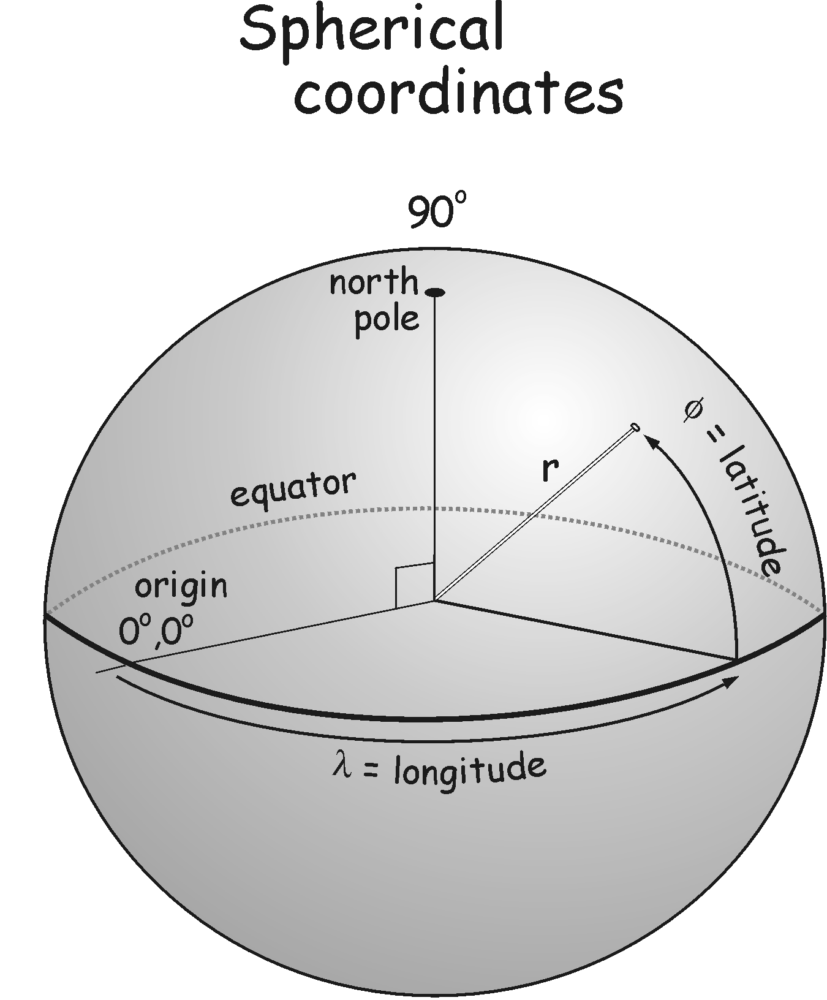 Spherical
coordinates
90°
north
pole
ϕ = latitude
r
equator
origin
0°,0°
λ = longitude